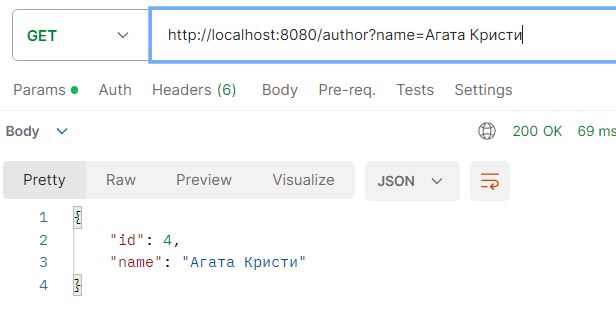 GET http://localhost:8080/author?name=Агата Кристи
Params Auth Headers (6) Body Pre-req. Tests Settings
Body 200 OK 69 ms
Pretty Raw Preview Visualize JSON
1 {
2 "id": 4,
3 "name": "Агата Кристи"
4 }